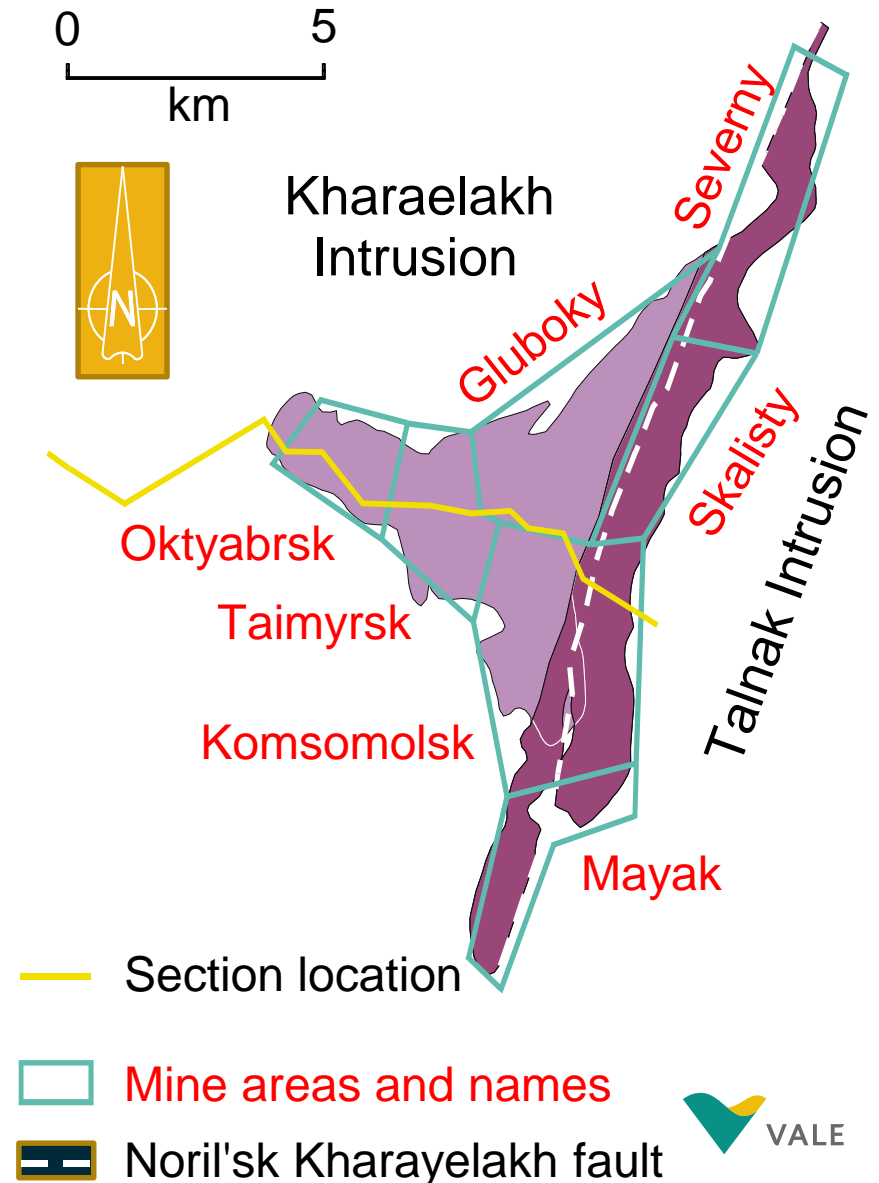 0 5
km
N
Kharaelakh
Intrusion
Severny
Gluboky
Skalisty
Talnak Intrusion
Oktyabrsk
Taimyrsk
Komsomolsk
Mayak
Section location
Mine areas and names
VALE
Noril'sk Kharayelakh fault